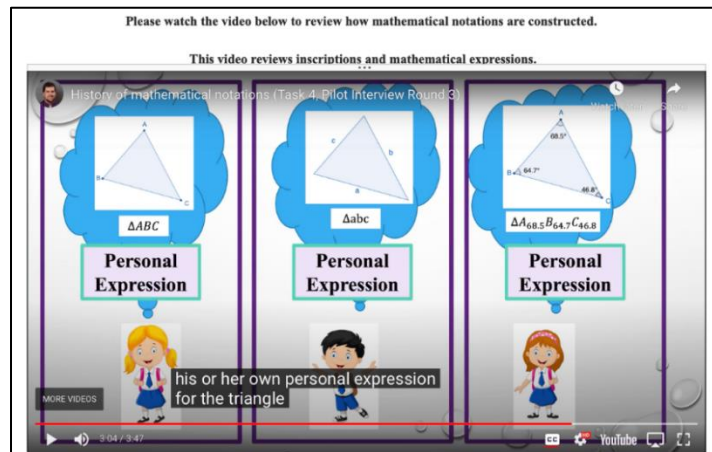 Please watch the video below to review how mathematical notations are constructed.
This video reviews inscriptions and mathematical expressions.
History of mathematical notations (Task 4, Pilot Interview Round 3)
A
B
C
ΔABC
Personal
Expression
c
b
a
Δabc
Personal
Expression
A
68.5°
B
64.7°
46.8°
C
ΔA₆₈.₅B₆₄.₇C₄₆.₈
Personal
Expression
his or her own personal expression
for the triangle
MORE VIDEOS
3:04 / 3:47
CC
HD
YouTube